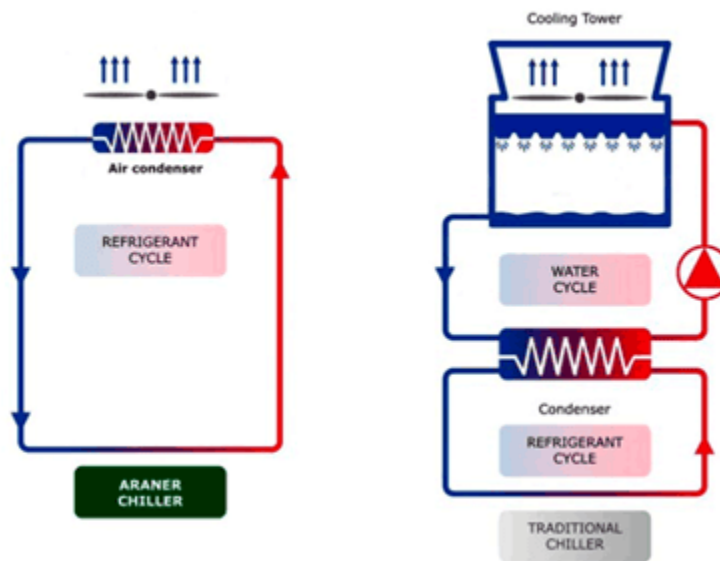 Air condenser
REFRIGERANT
CYCLE
ARANER
CHILLER
Cooling Tower
WATER
CYCLE
Condenser
REFRIGERANT
CYCLE
TRADITIONAL
CHILLER